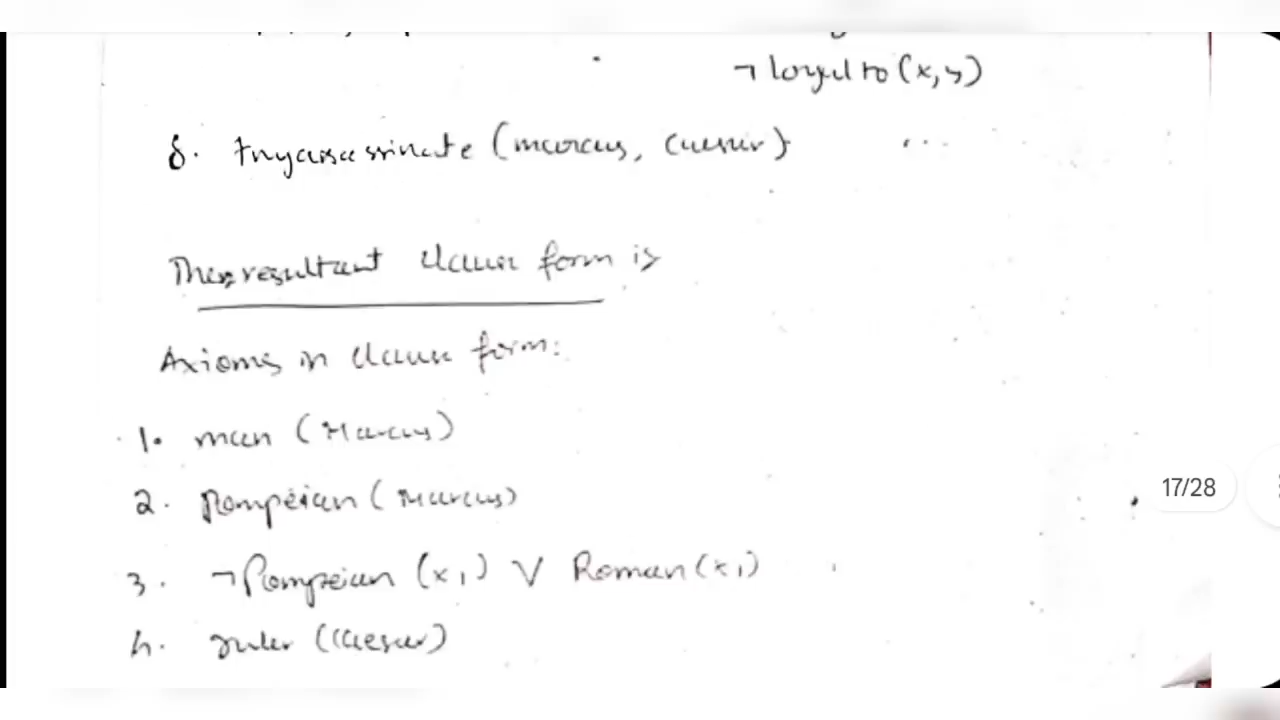 ¬ loyalto (x, y)
8. tryassassinate (marcus, Caesar)
The resultant clause form is
Axioms in clause form:
1. man (Marcus)
2. Pompeian (Marcus)
3. ¬Pompeian (x1) V Roman (x1)
4. ruler (Caesar)
17/28